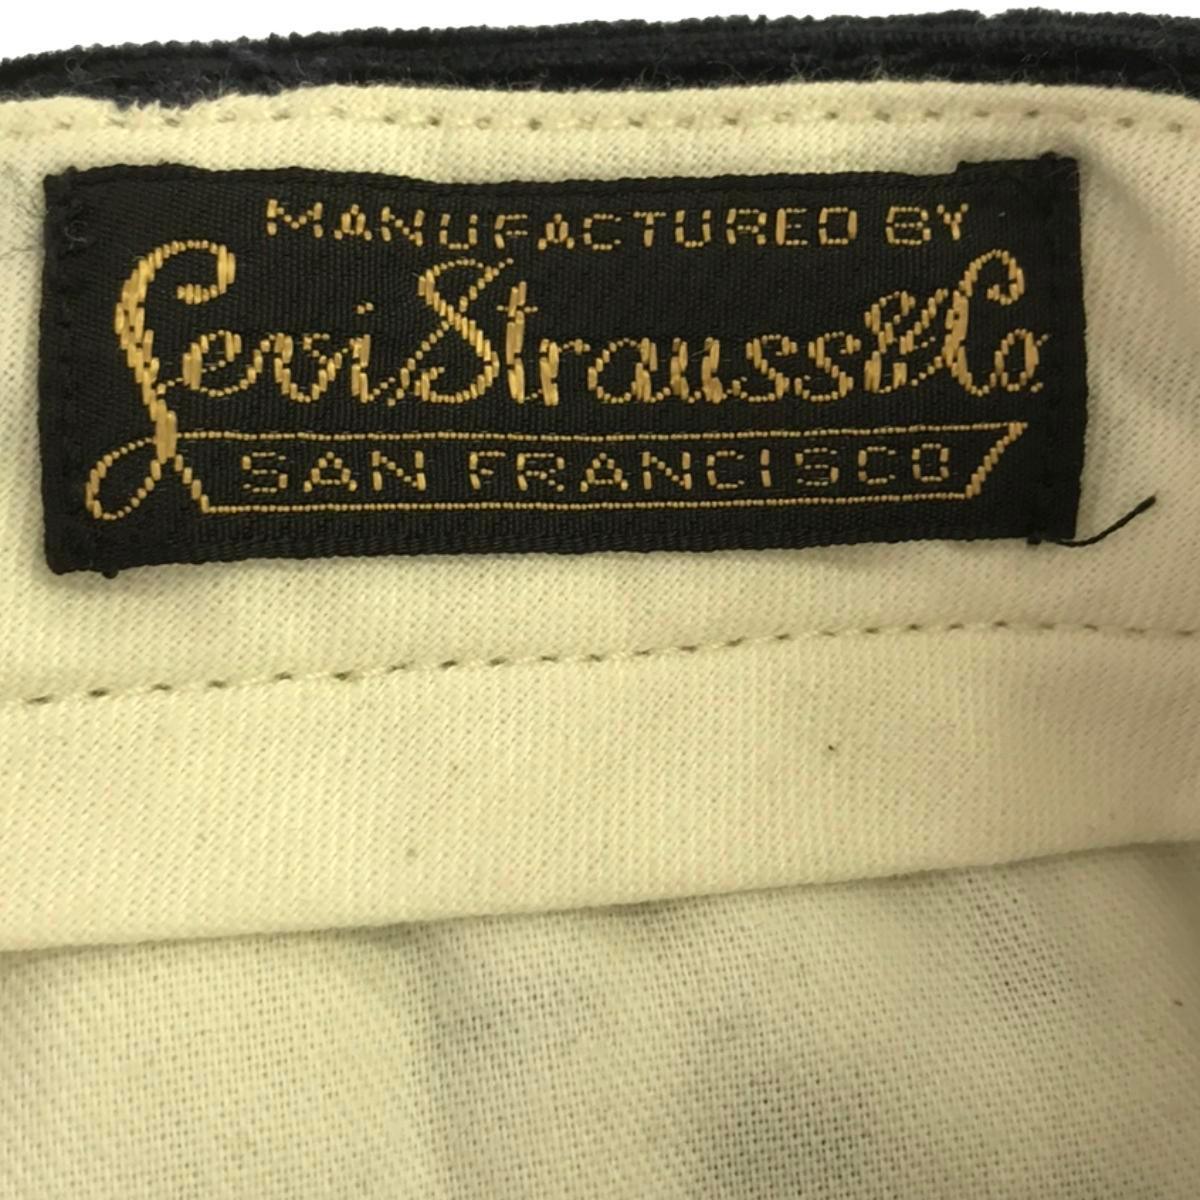 MANUFACTURED BY
Levi Strauss & Co
SAN FRANCISCO